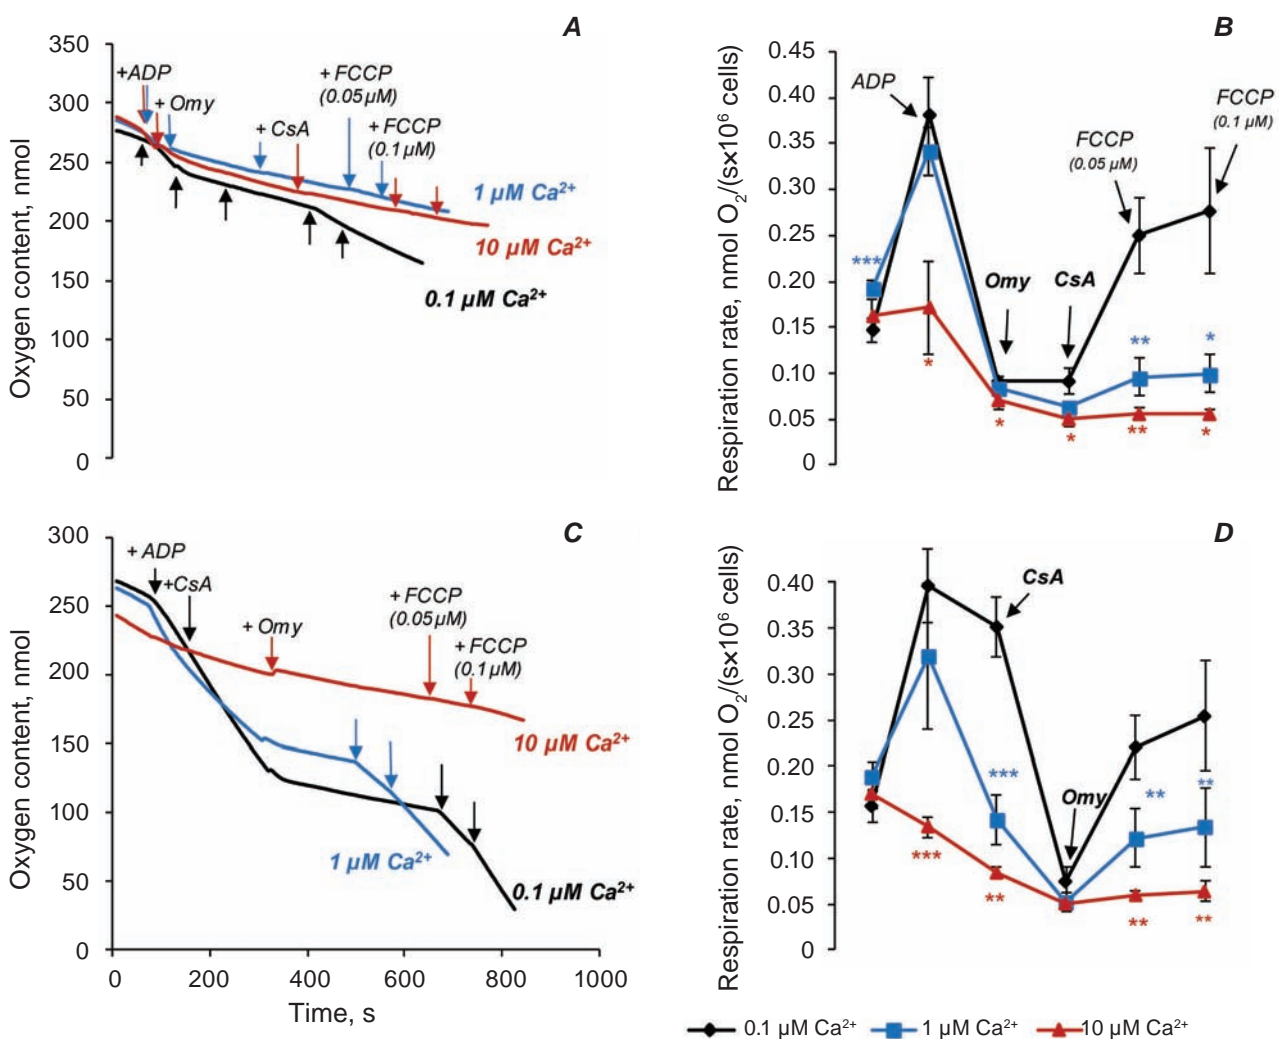 A
350
300
250
200
150
100
50
0
Oxygen content, nmol
+ADP
+ Omy
+ CsA
+ FCCP
(0.05 µM)
+ FCCP
(0.1 µM)
1 µM Ca²⁺
10 µM Ca²⁺
0.1 µM Ca²⁺
B
0.45
0.40
0.35
0.30
0.25
0.20
0.15
0.10
0.05
0
Respiration rate, nmol O₂/(s×10⁶ cells)
ADP
FCCP
(0.1 µM)
FCCP
(0.05 µM)
***
Omy
CsA
**
*
*
*
*
**
*
C
300
250
200
150
100
50
0
Oxygen content, nmol
+ ADP
+CsA
+ Omy
+ FCCP
(0.05 µM)
+ FCCP
(0.1 µM)
10 µM Ca²⁺
1 µM Ca²⁺
0.1 µM Ca²⁺
0 200 400 600 800 1000
Time, s
D
0.40
0.35
0.30
0.25
0.20
0.15
0.10
0.05
0
Respiration rate, nmol O₂/(s×10⁶ cells)
CsA
***
Omy
**
**
***
**
**
**
0.1 µM Ca²⁺ 1 µM Ca²⁺ 10 µM Ca²⁺